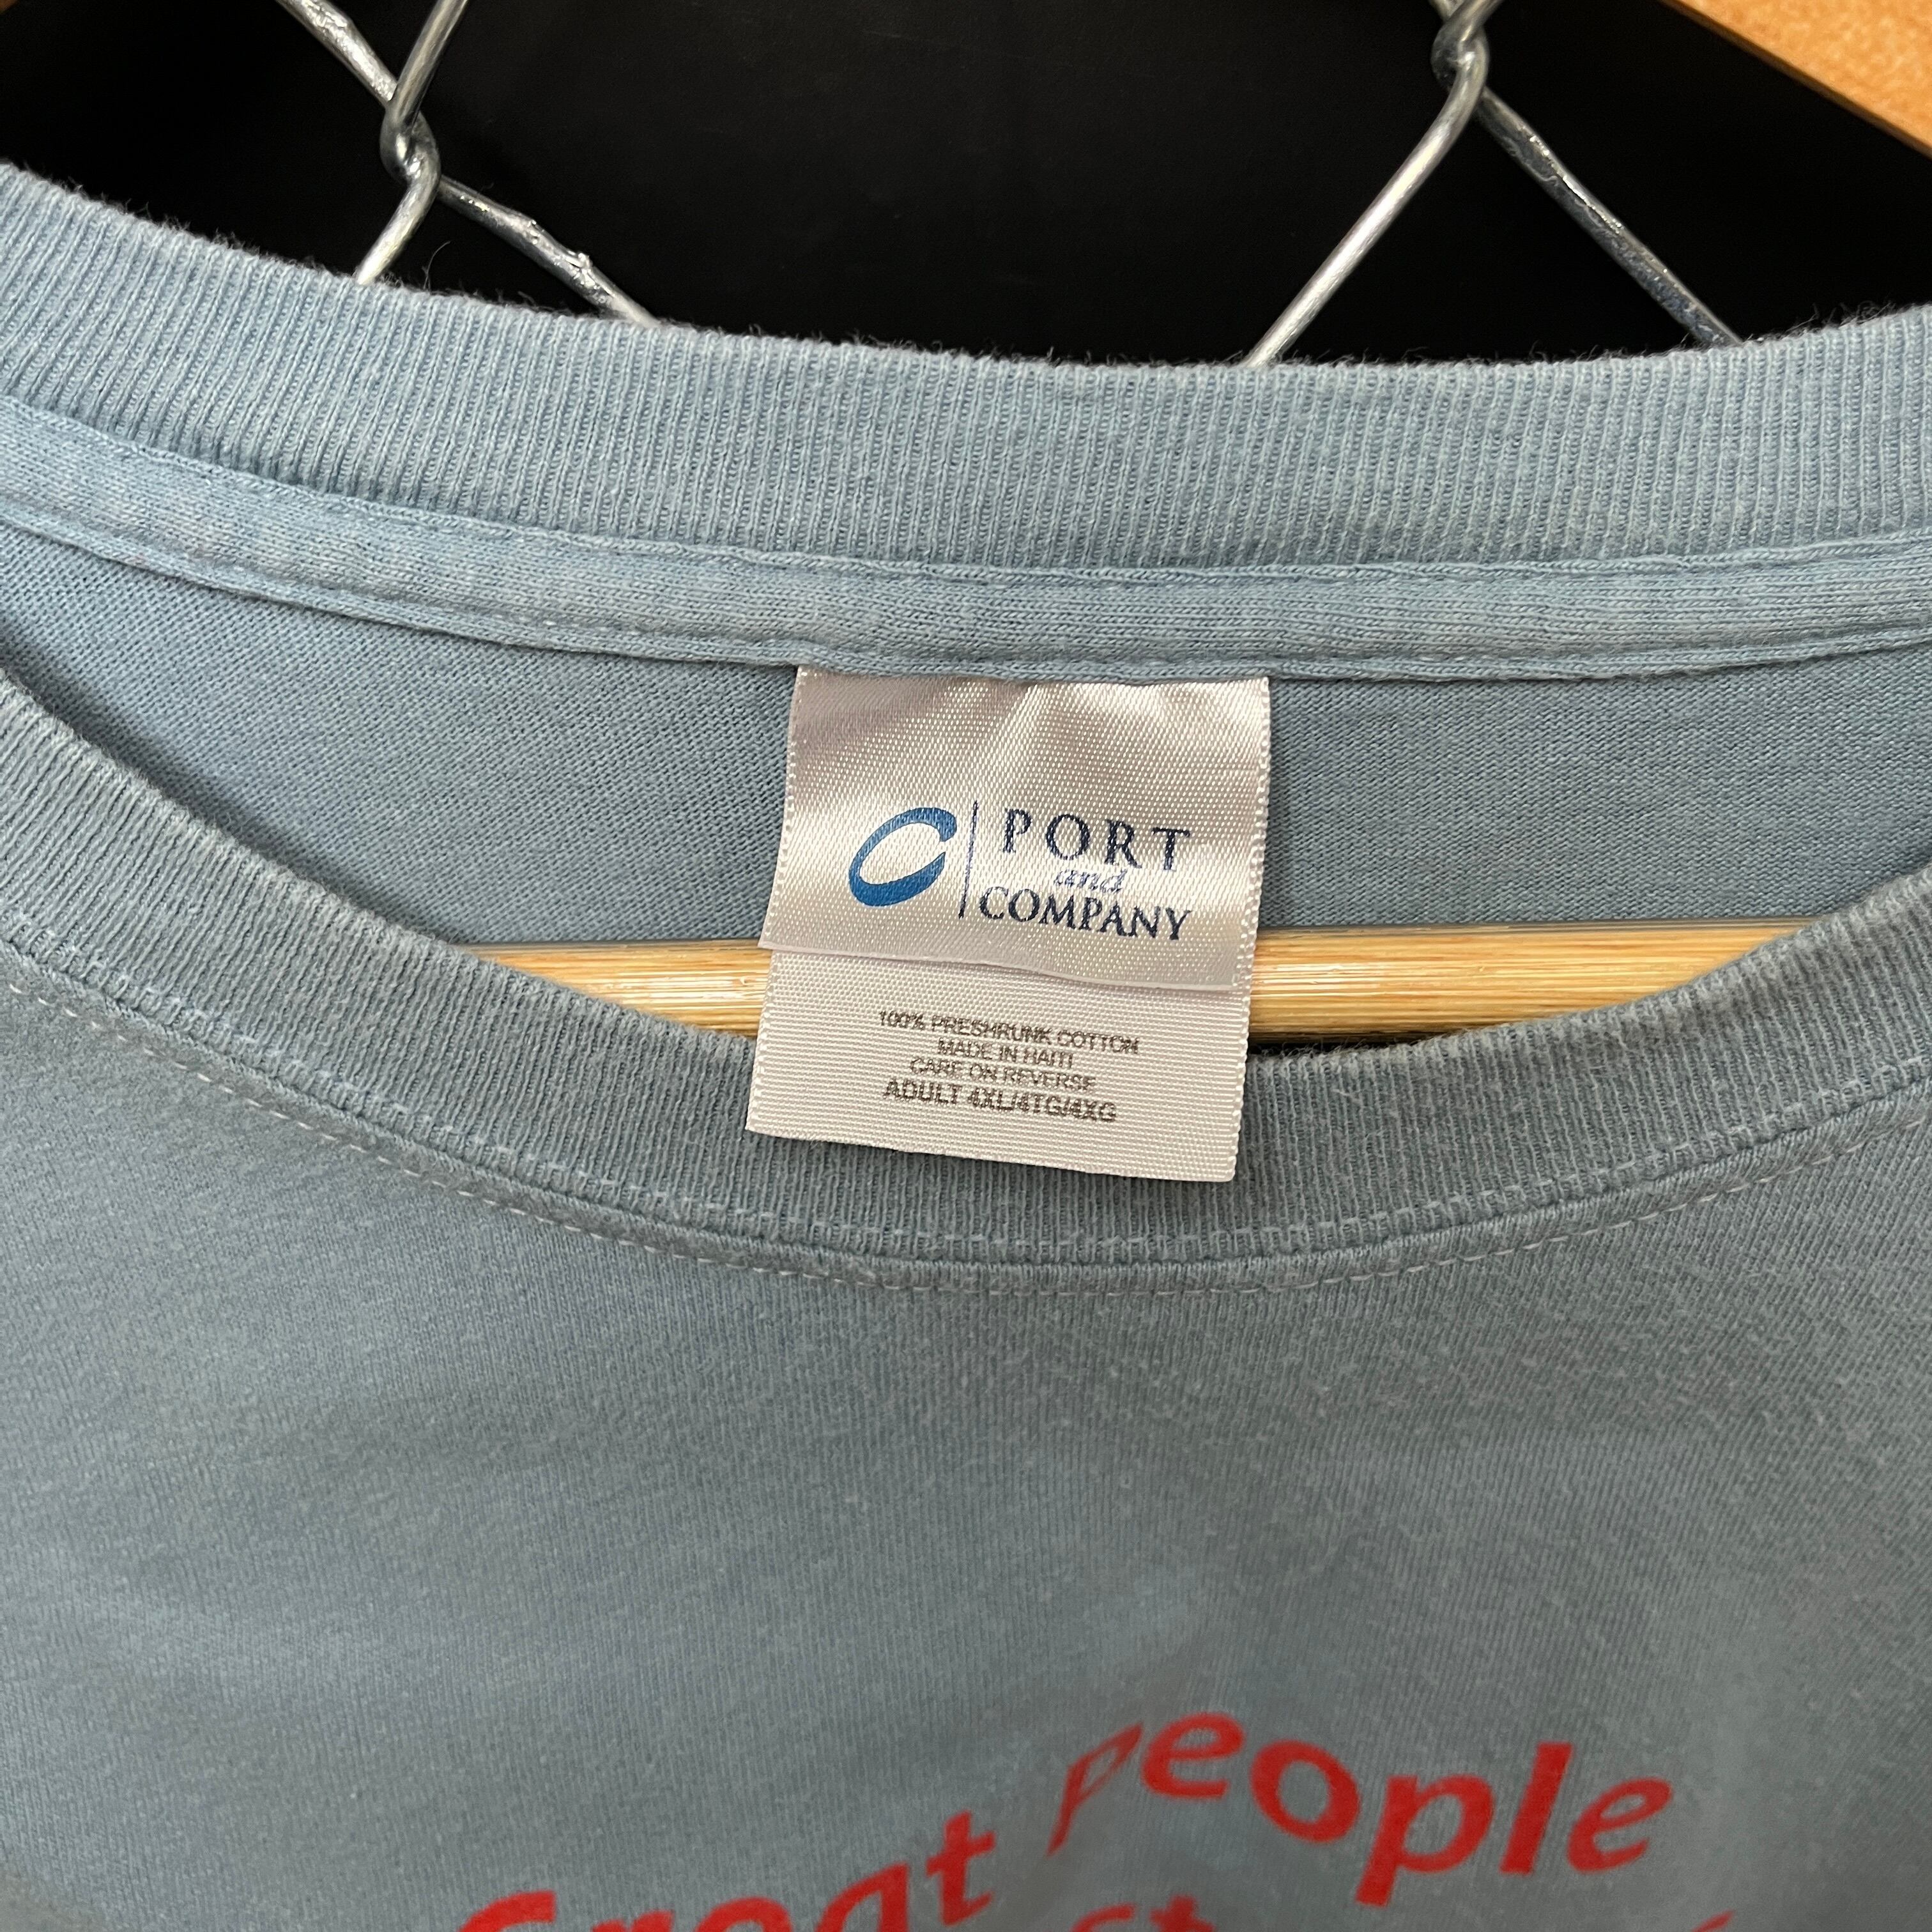 PORT
and
COMPANY
100% PRESHRUNK COTTON
MADE IN HAITI
CARE ON REVERSE
ADULT 4XL/4TG/4XG
Great People